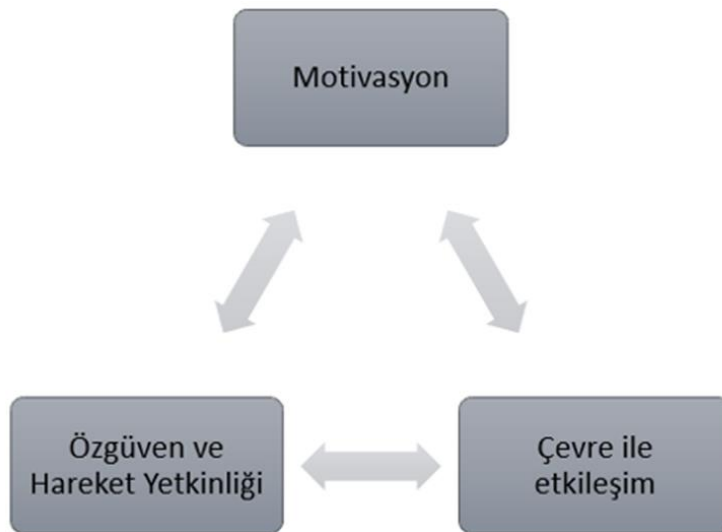 Motivasyon
Özgüven ve
Hareket Yetkinliği
Çevre ile
etkileşim